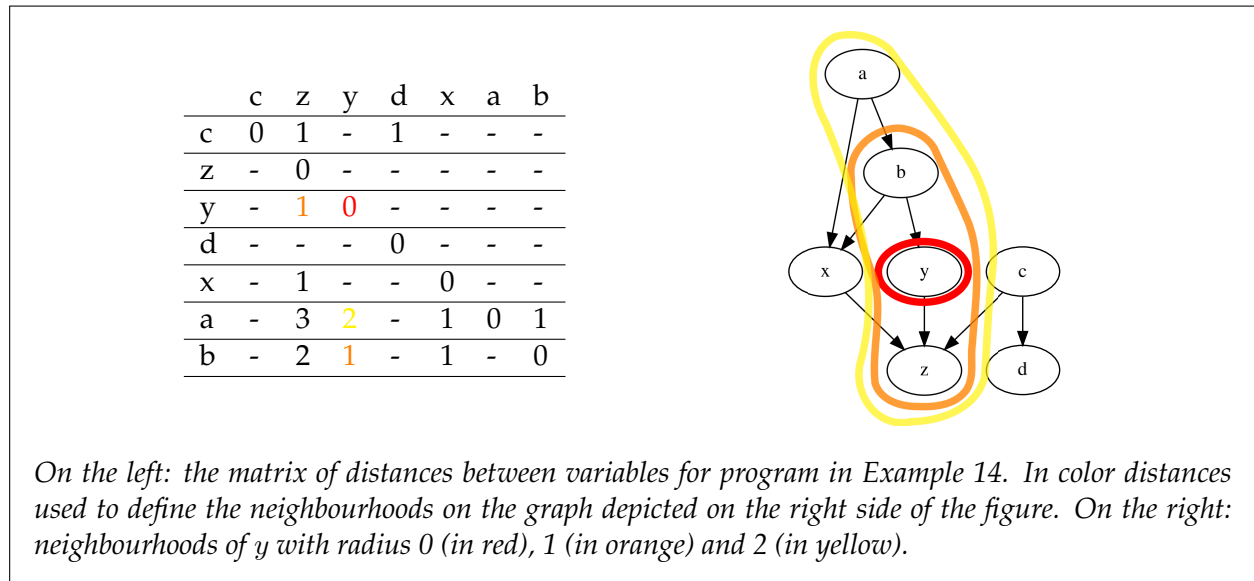 c z y d x a b
c 0 1 - 1 - - -
z - 0 - - - - -
y - 1 0 - - - -
d - - - 0 - - -
x - 1 - - 0 - -
a - 3 2 - 1 0 1
b - 2 1 - 1 - 0
a
b
x y c
z d
On the left: the matrix of distances between variables for program in Example 14. In color distances
used to define the neighbourhoods on the graph depicted on the right side of the figure. On the right:
neighbourhoods of y with radius 0 (in red), 1 (in orange) and 2 (in yellow).